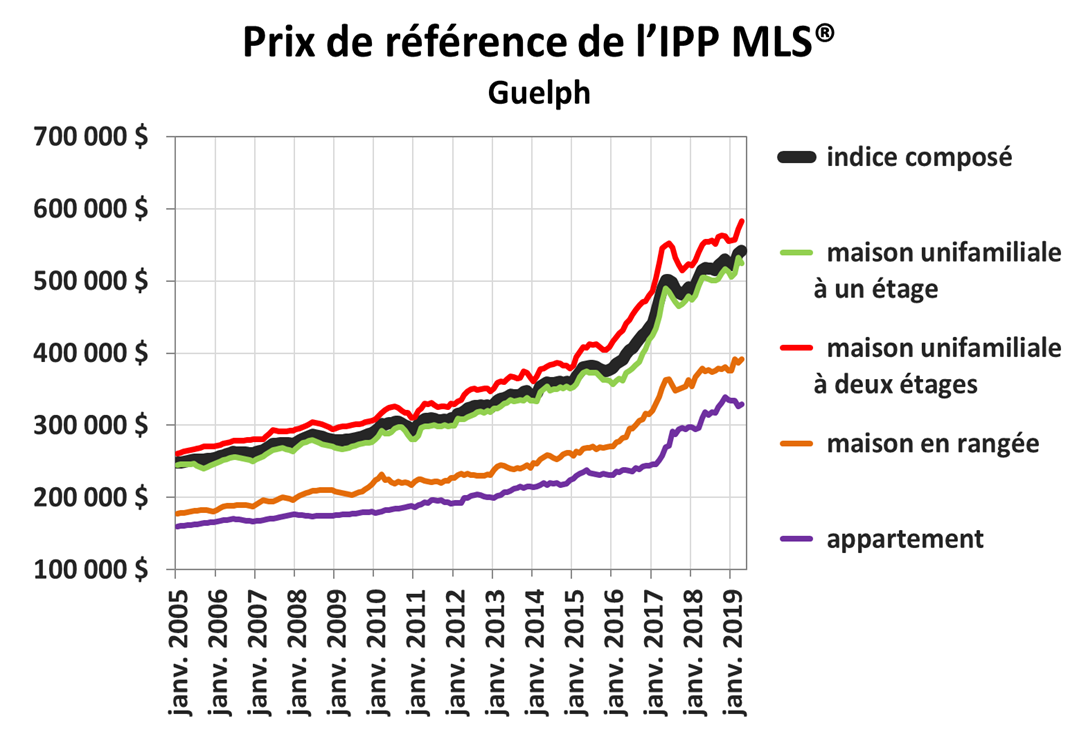 Prix de référence de l’IPP MLS®
Guelph
700 000 $
600 000 $
500 000 $
400 000 $
300 000 $
200 000 $
100 000 $
janv. 2005
janv. 2006
janv. 2007
janv. 2008
janv. 2009
janv. 2010
janv. 2011
janv. 2012
janv. 2013
janv. 2014
janv. 2015
janv. 2016
janv. 2017
janv. 2018
janv. 2019
indice composé
maison unifamiliale
à un étage
maison unifamiliale
à deux étages
maison en rangée
appartement